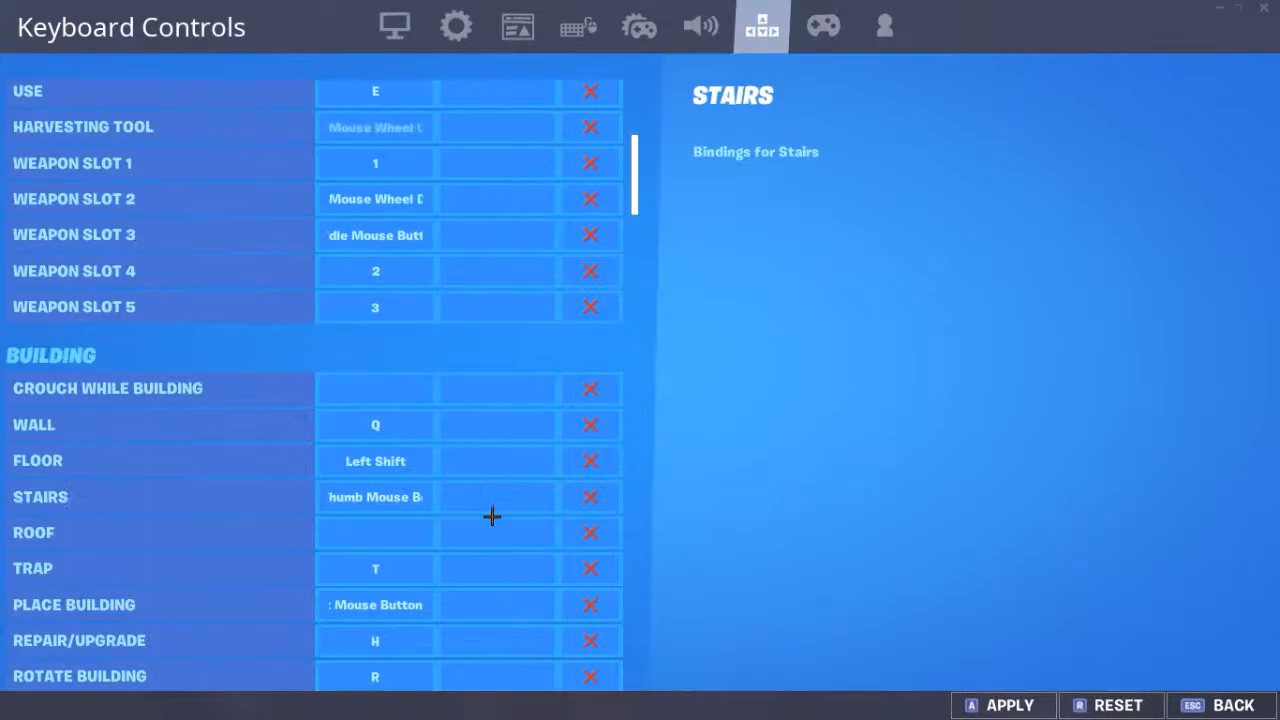 Keyboard Controls
USE E
HARVESTING TOOL Mouse Wheel U
WEAPON SLOT 1 1
WEAPON SLOT 2 Mouse Wheel D
WEAPON SLOT 3 dle Mouse Butt
WEAPON SLOT 4 2
WEAPON SLOT 5 3
BUILDING
CROUCH WHILE BUILDING
WALL Q
FLOOR Left Shift
STAIRS humb Mouse B
ROOF
TRAP T
PLACE BUILDING : Mouse Button
REPAIR/UPGRADE H
ROTATE BUILDING R
STAIRS
Bindings for Stairs
A APPLY R RESET ESC BACK